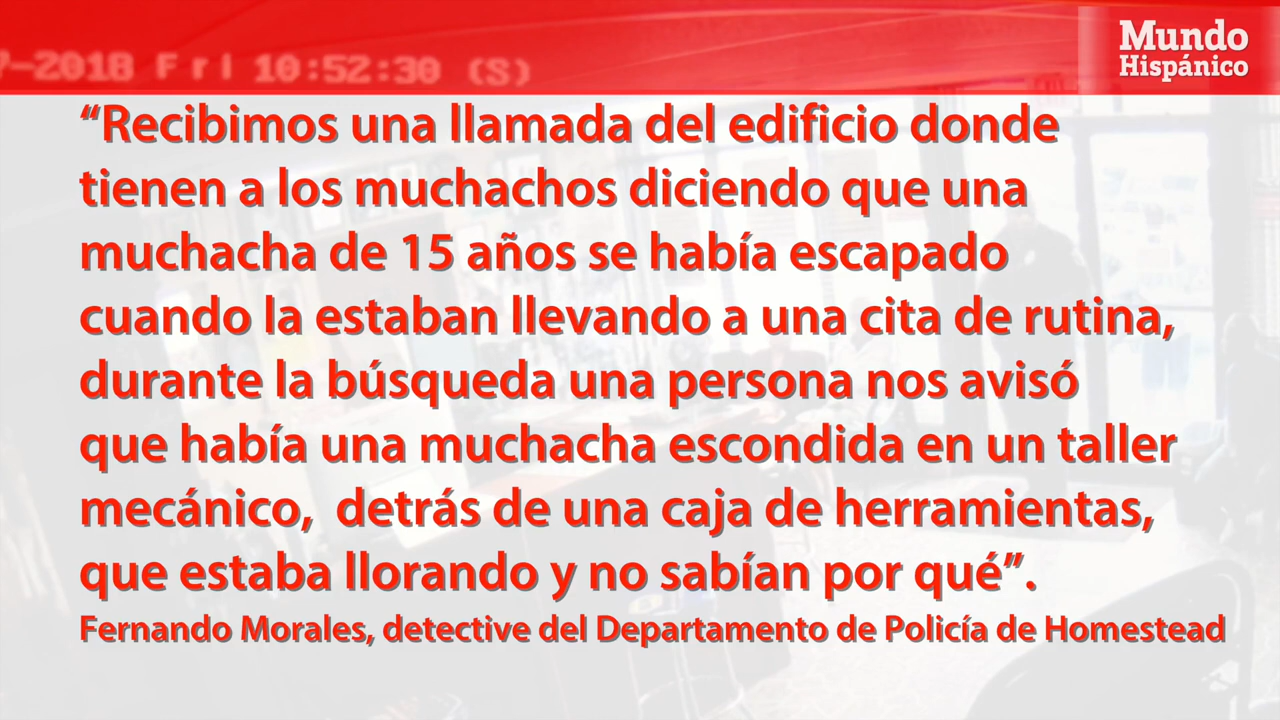 7-2018 Fri 10:52:30 (S)
Mundo
Hispánico
“Recibimos una llamada del edificio donde
tienen a los muchachos diciendo que una
muchacha de 15 años se había escapado
cuando la estaban llevando a una cita de rutina,
durante la búsqueda una persona nos avisó
que había una muchacha escondida en un taller
mecánico, detrás de una caja de herramientas,
que estaba llorando y no sabían por qué”.
Fernando Morales, detective del Departamento de Policía de Homestead